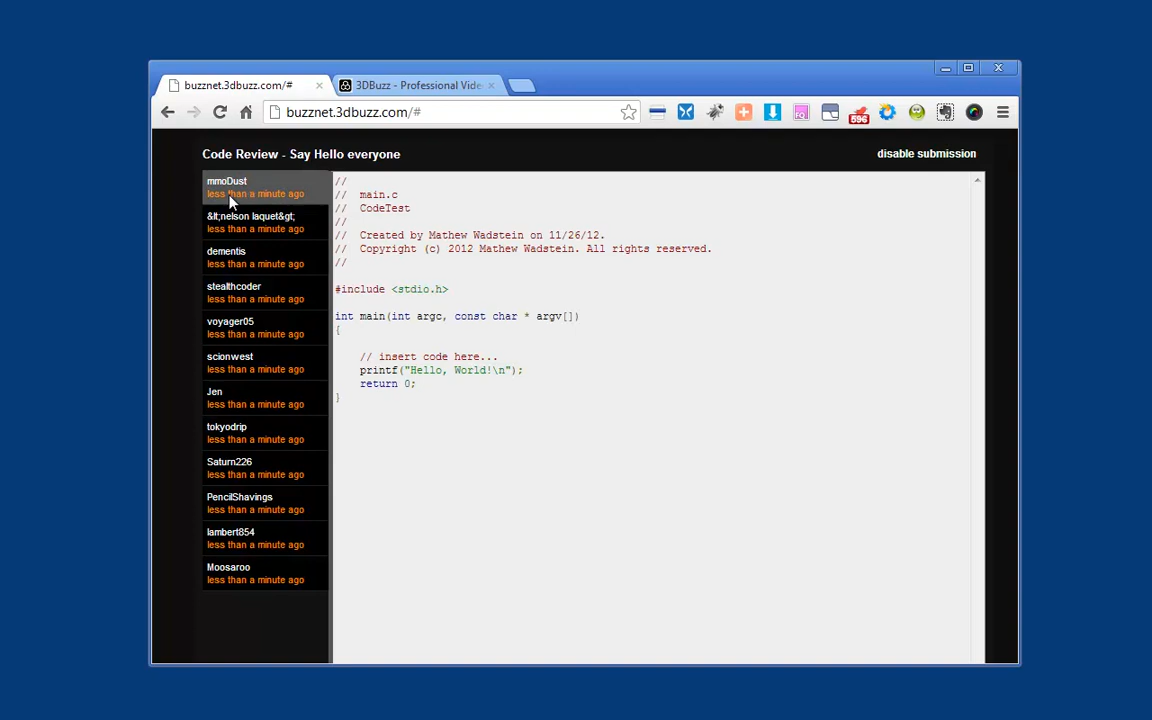 buzznet.3dbuzz.com/#
3DBuzz - Professional Vide
buzznet.3dbuzz.com/#
596
Code Review - Say Hello everyone
disable submission
mmoDust
less than a minute ago
&lt;nelson laquet&gt;
less than a minute ago
dementis
less than a minute ago
stealthcoder
less than a minute ago
voyager05
less than a minute ago
scionwest
less than a minute ago
Jen
less than a minute ago
tokyodrip
less than a minute ago
Saturn226
less than a minute ago
PencilShavings
less than a minute ago
lambert854
less than a minute ago
Moosaroo
less than a minute ago
//
//  main.c
//  CodeTest
//
//  Created by Mathew Wadstein on 11/26/12.
//  Copyright (c) 2012 Mathew Wadstein. All rights reserved.
//
#include <stdio.h>
int main(int argc, const char * argv[])
{
    // insert code here...
    printf("Hello, World!\n");
    return 0;
}